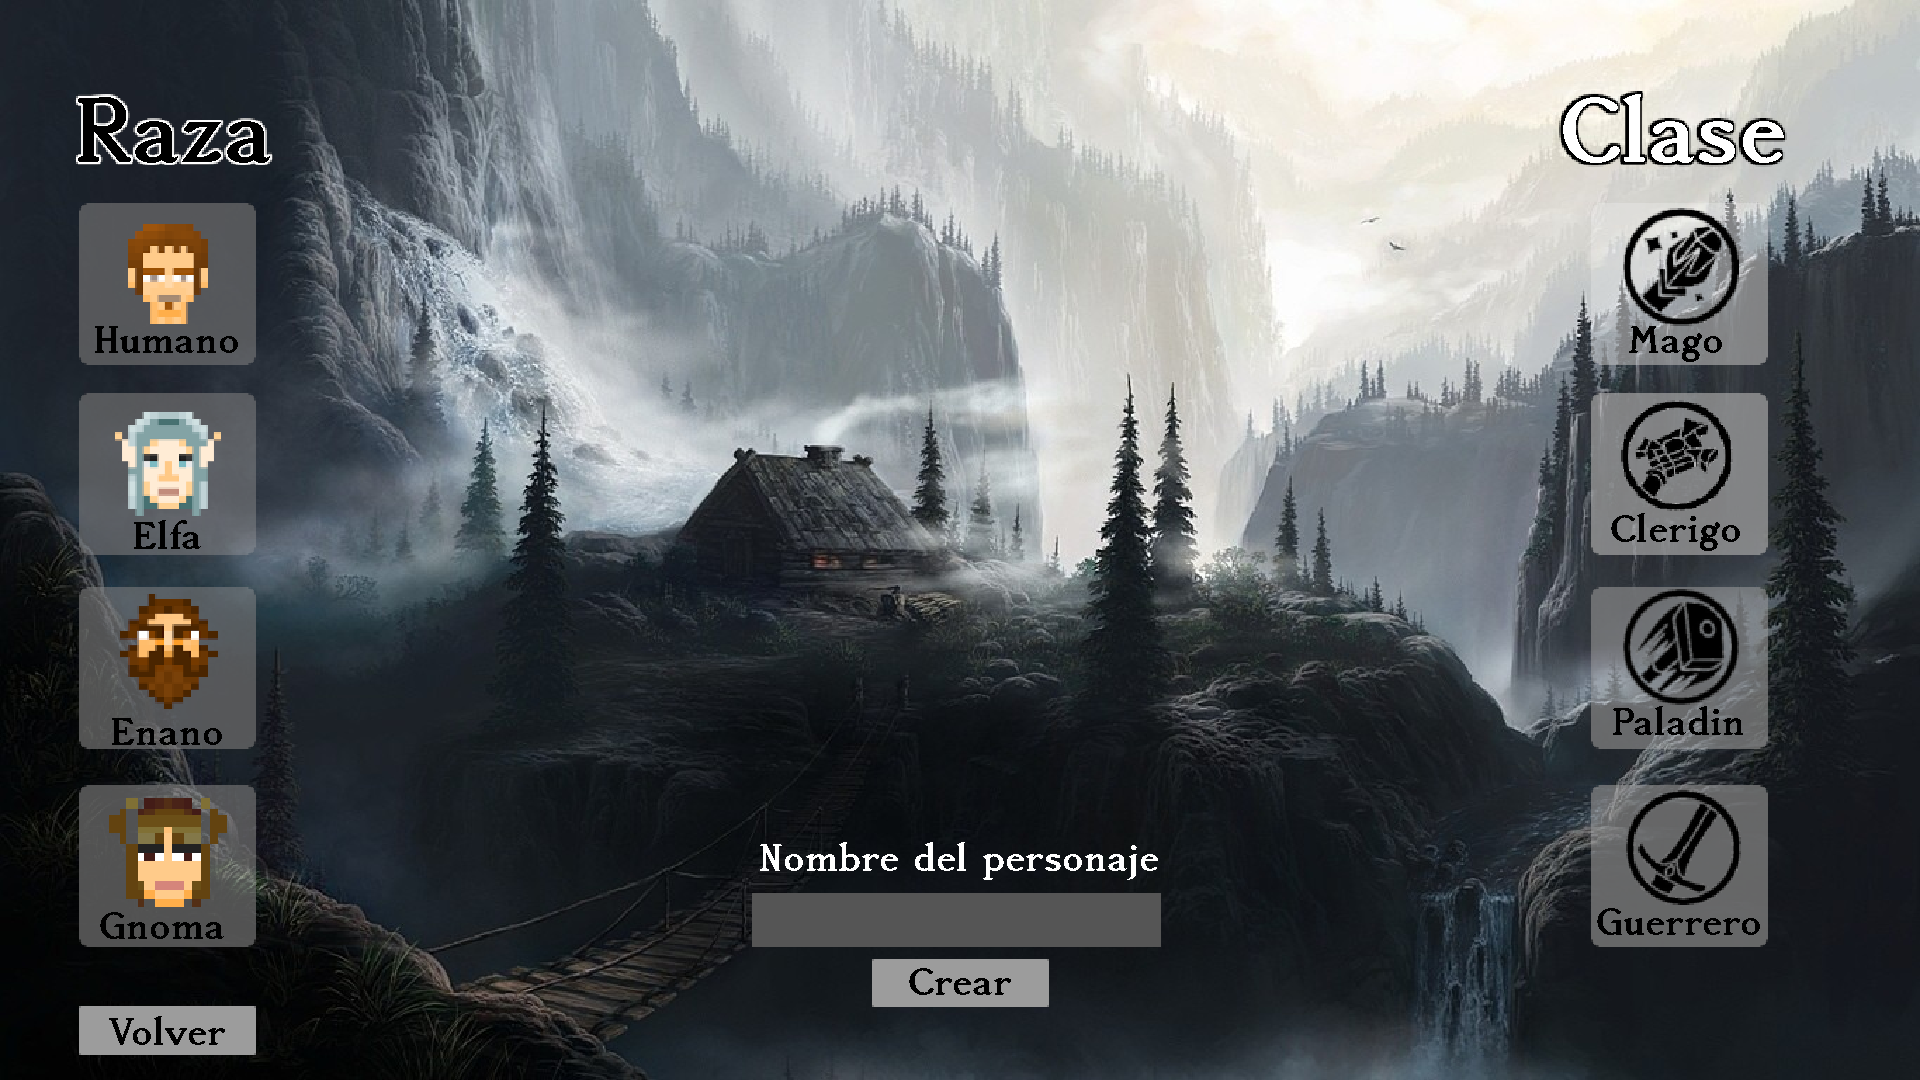 Raza
Humano
Elfa
Enano
Gnoma
Volver
Clase
Mago
Clerigo
Paladin
Guerrero
Nombre del personaje
Crear